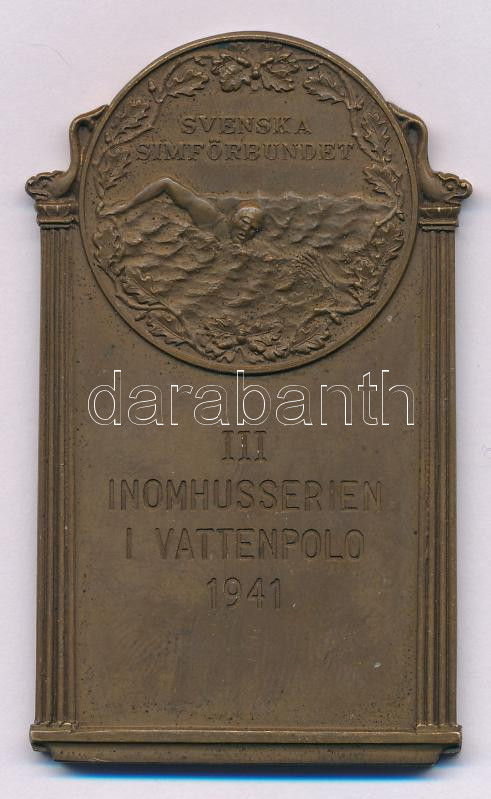 SVENSKA
SIMFÖRBUNDET
darabanth
III
INOMHUSSERIEN
I VATTENPOLO
1941